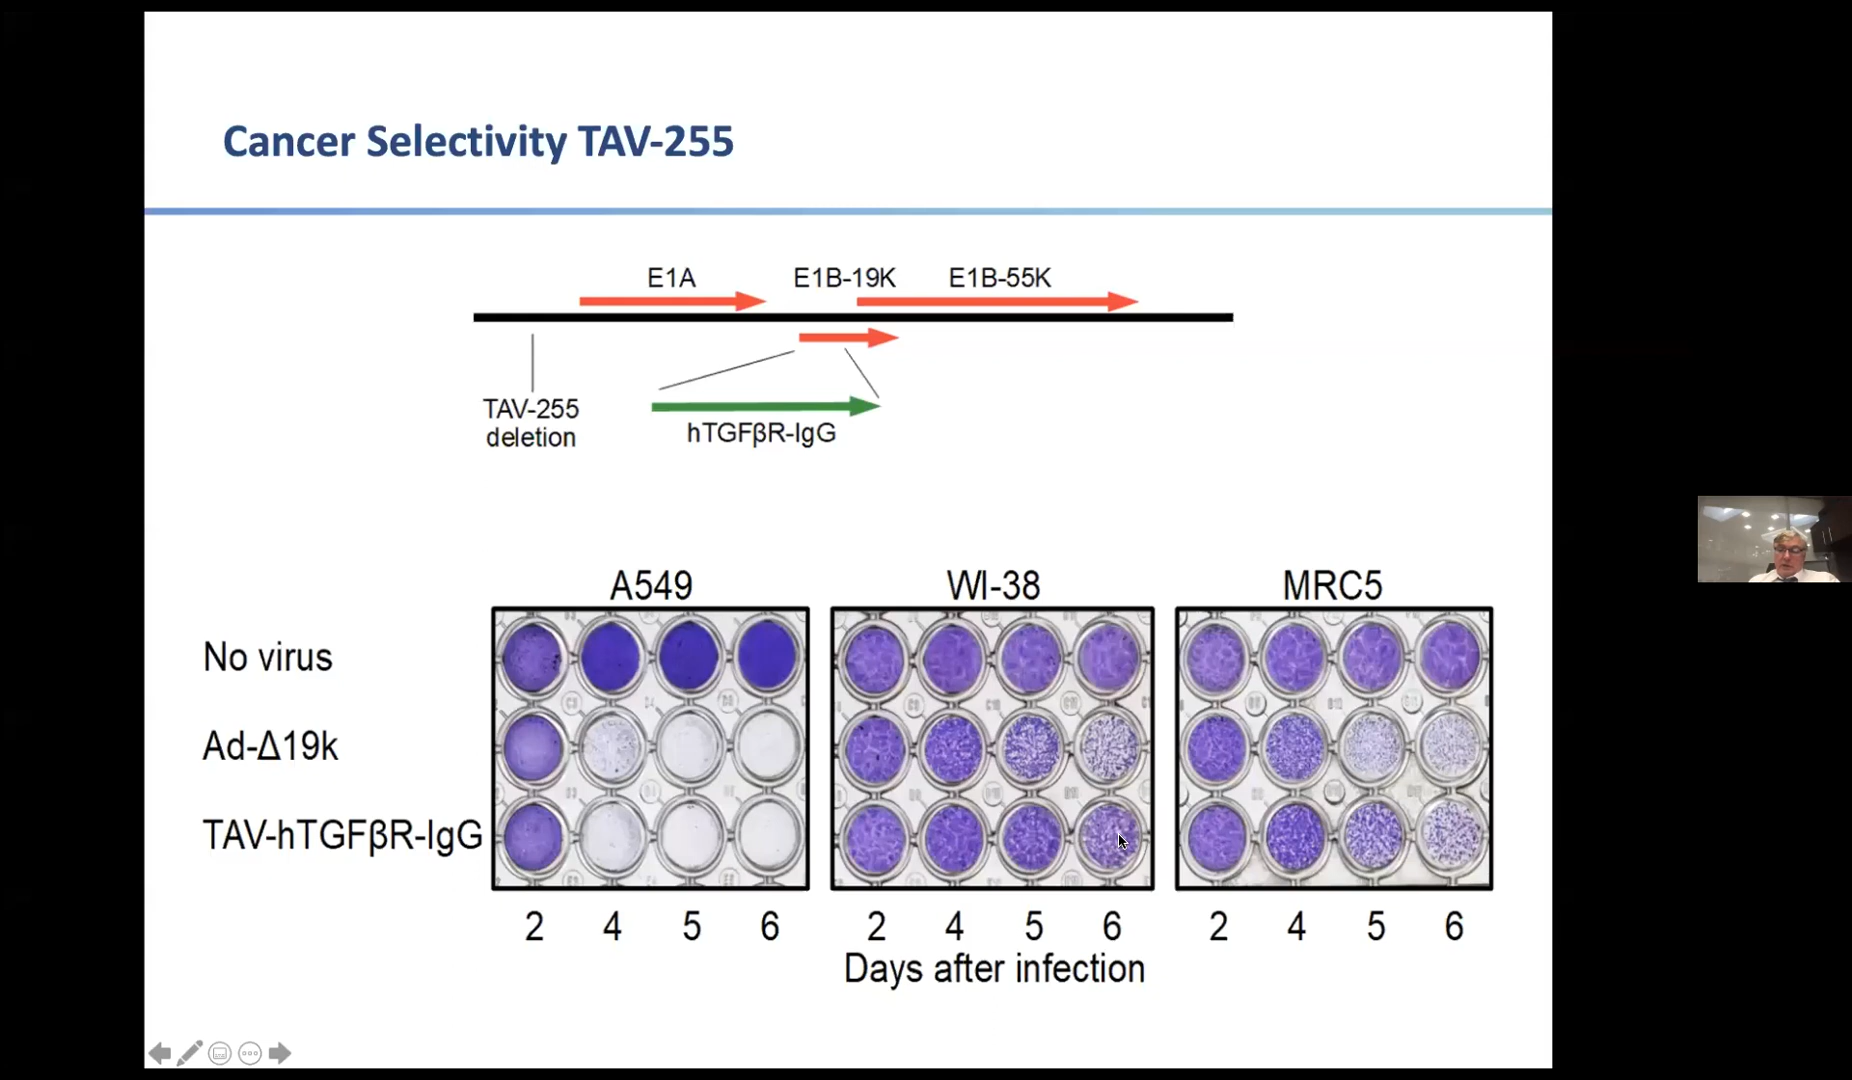 Cancer Selectivity TAV-255
E1A
E1B-19K
E1B-55K
TAV-255
deletion
hTGFβR-IgG
A549
WI-38
MRC5
No virus
Ad-Δ19k
TAV-hTGFβR-IgG
2 4 5 6
2 4 5 6
2 4 5 6
Days after infection